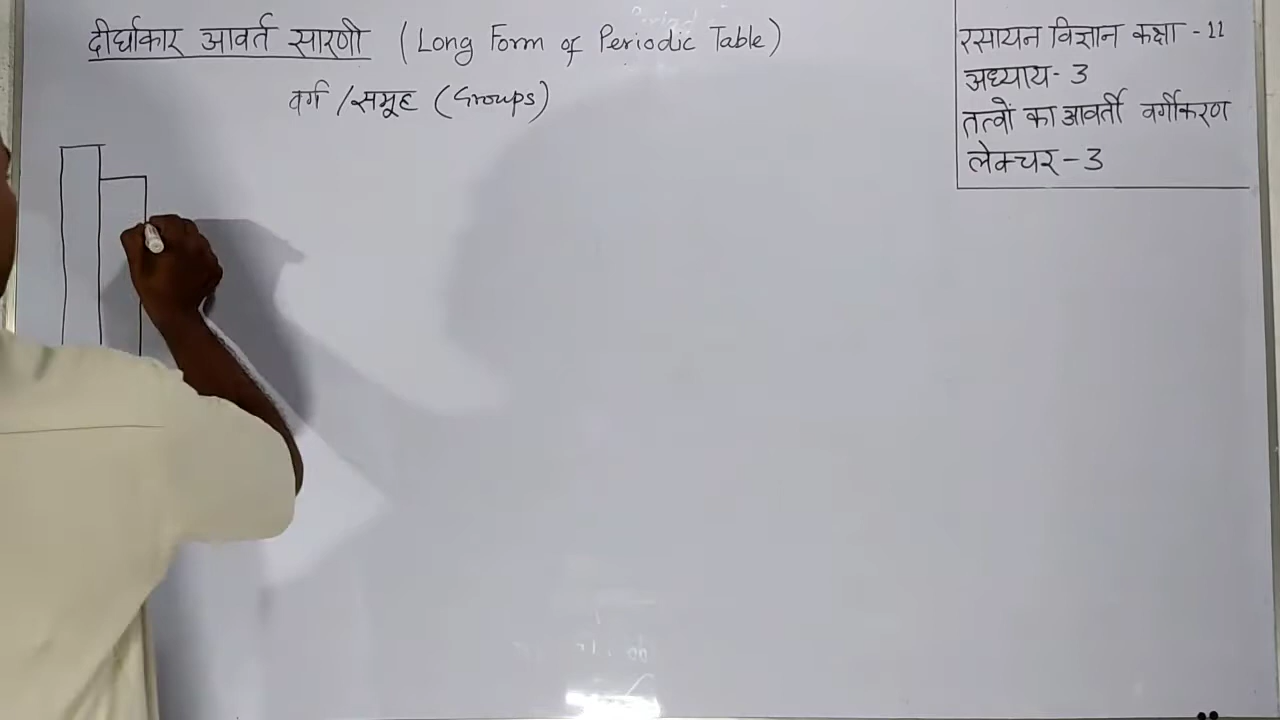 दीर्घाकार आवर्त सारणी (Long Form of Periodic Table)
वर्ग /समूह (Groups)
रसायन विज्ञान कक्षा - 11
अध्याय- 3
तत्वों का आवर्ती वर्गीकरण
लेक्चर - 3